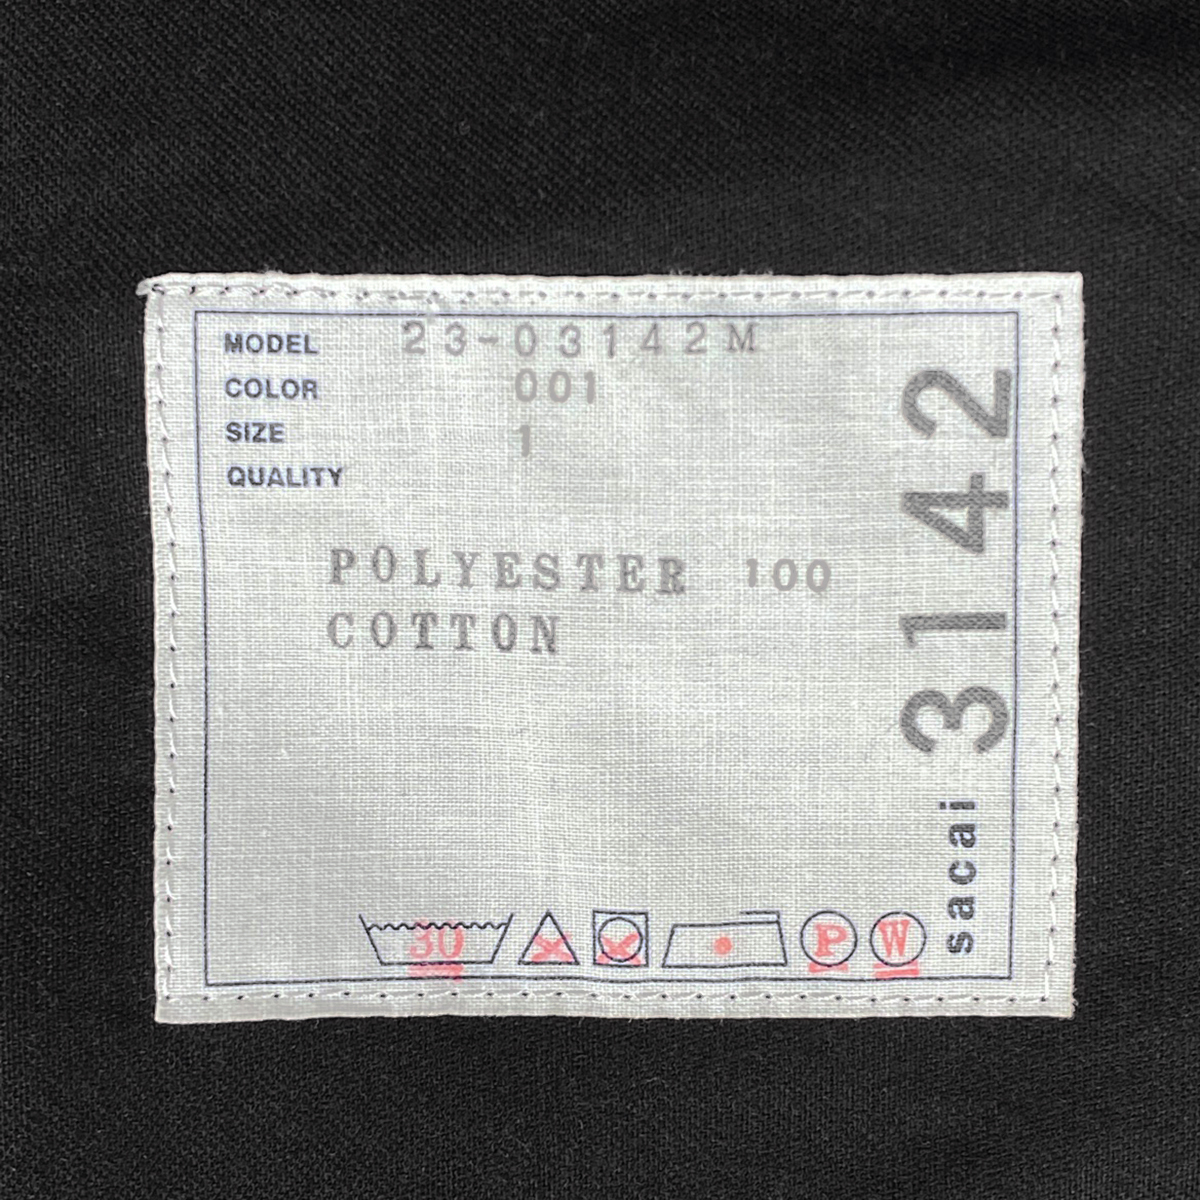 MODEL 23-03142M
COLOR 001
SIZE 1
QUALITY
POLYESTER 100
COTTON
30
P
W
sacai 3142